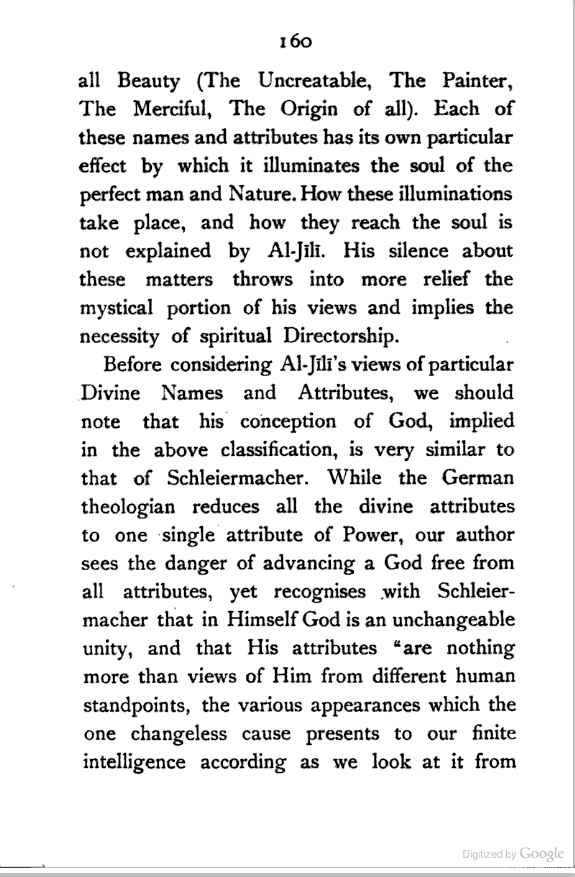 160
all Beauty (The Uncreatable, The Painter,
The Merciful, The Origin of all). Each of
these names and attributes has its own particular
effect by which it illuminates the soul of the
perfect man and Nature. How these illuminations
take place, and how they reach the soul is
not explained by Al-Jīlī. His silence about
these matters throws into more relief the
mystical portion of his views and implies the
necessity of spiritual Directorship.
Before considering Al-Jīlī's views of particular
Divine Names and Attributes, we should
note that his conception of God, implied
in the above classification, is very similar to
that of Schleiermacher. While the German
theologian reduces all the divine attributes
to one single attribute of Power, our author
sees the danger of advancing a God free from
all attributes, yet recognises with Schleier-
macher that in Himself God is an unchangeable
unity, and that His attributes “are nothing
more than views of Him from different human
standpoints, the various appearances which the
one changeless cause presents to our finite
intelligence according as we look at it from
Digitized by Google